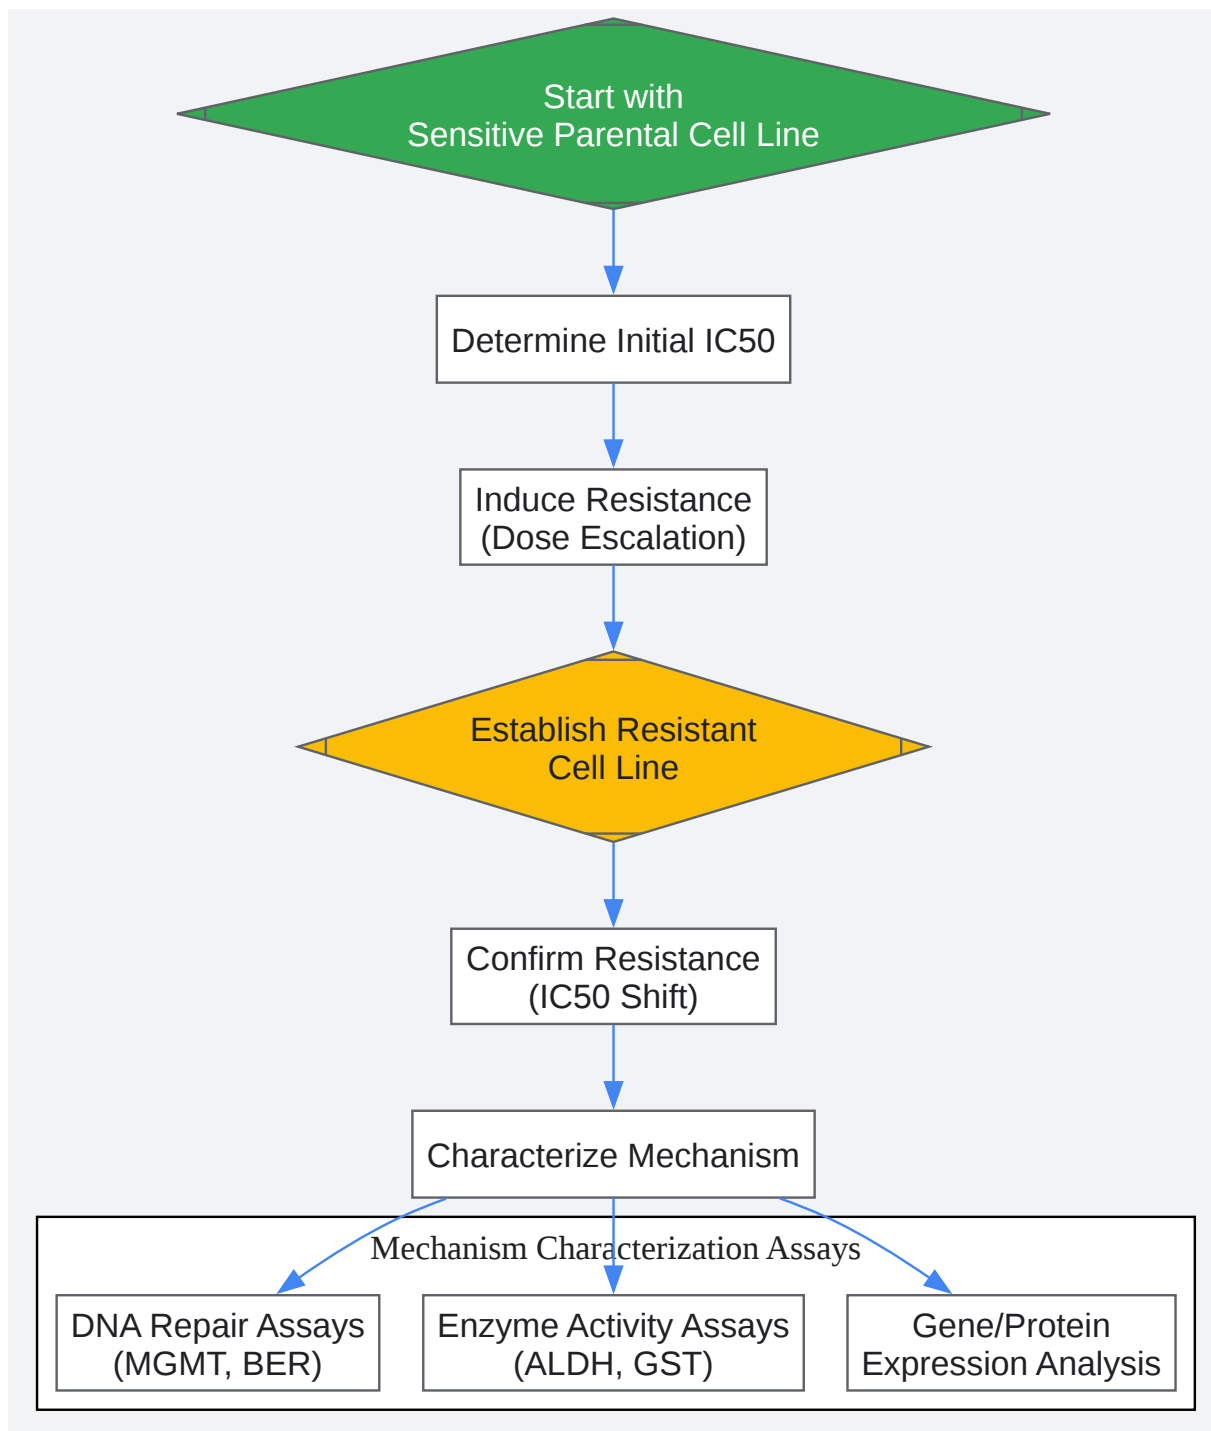 Start with
Sensitive Parental Cell Line
Determine Initial IC50
Induce Resistance
(Dose Escalation)
Establish Resistant
Cell Line
Confirm Resistance
(IC50 Shift)
Characterize Mechanism
Mechanism Characterization Assays
DNA Repair Assays
(MGMT, BER)
Enzyme Activity Assays
(ALDH, GST)
Gene/Protein
Expression Analysis